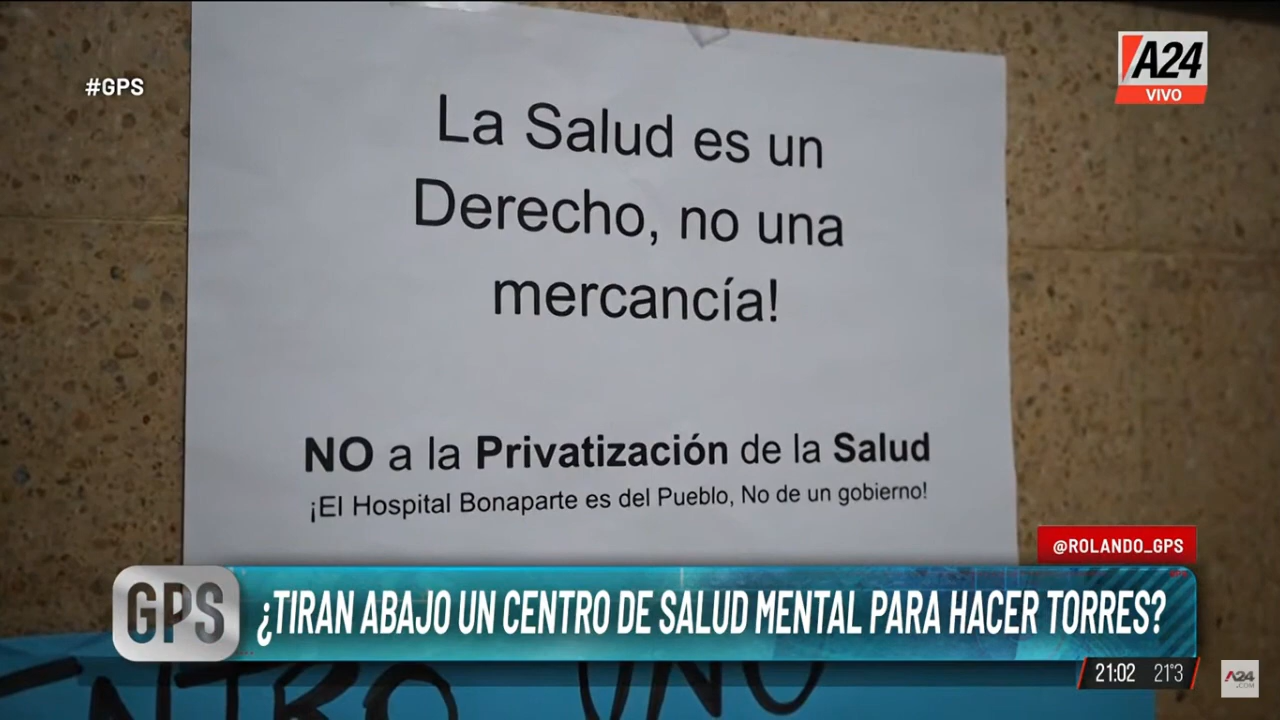 #GPS
A24
VIVO
La Salud es un
Derecho, no una
mercancía!
NO a la Privatización de la Salud
¡El Hospital Bonaparte es del Pueblo, No de un gobierno!
@ROLANDO_GPS
GPS
¿TIRAN ABAJO UN CENTRO DE SALUD MENTAL PARA HACER TORRES?
21:02 21°3
A24
.COM